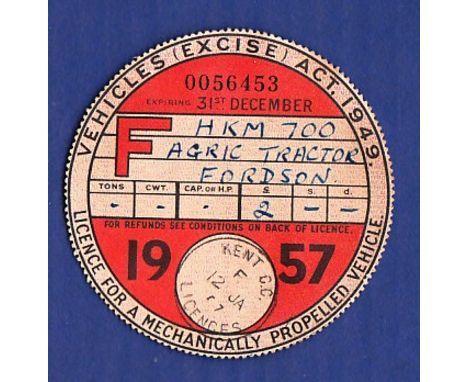 VEHICLES (EXCISE) ACT. 1949.
0056453
EXPIRING 31ST DECEMBER
F
HKM 700
AGRIC TRACTOR
FORDSON
TONS CWT. CAP. OR H.P. £ s. d.
- - - 2 - -
FOR REFUNDS SEE CONDITIONS ON BACK OF LICENCE.
19 57
KENT C.C.
F
12 JA
LICENCES
LICENCE FOR A MECHANICALLY PROPELLED VEHICLE.